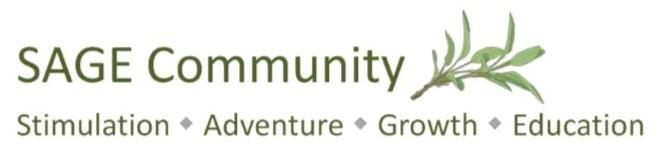 SAGE Community
Stimulation ◆ Adventure ◆ Growth ◆ Education